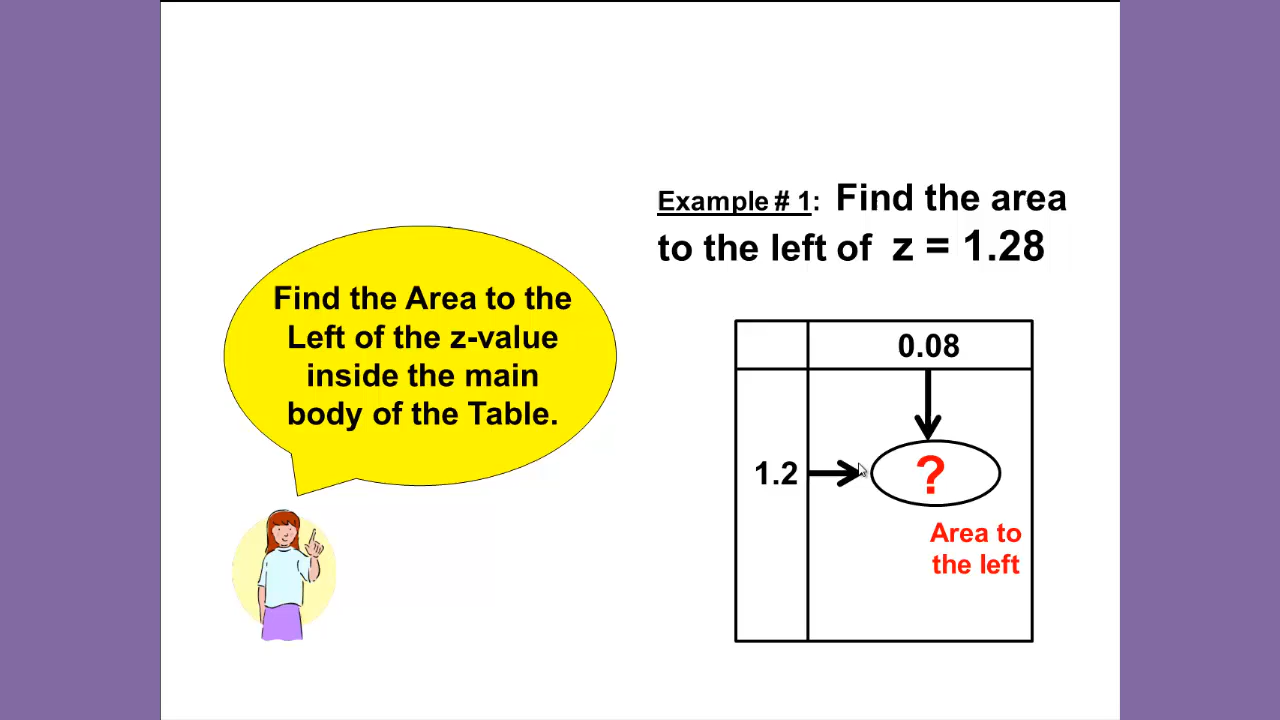 Example # 1: Find the area
to the left of z = 1.28
Find the Area to the
Left of the z-value
inside the main
body of the Table.
0.08
1.2
?
Area to
the left